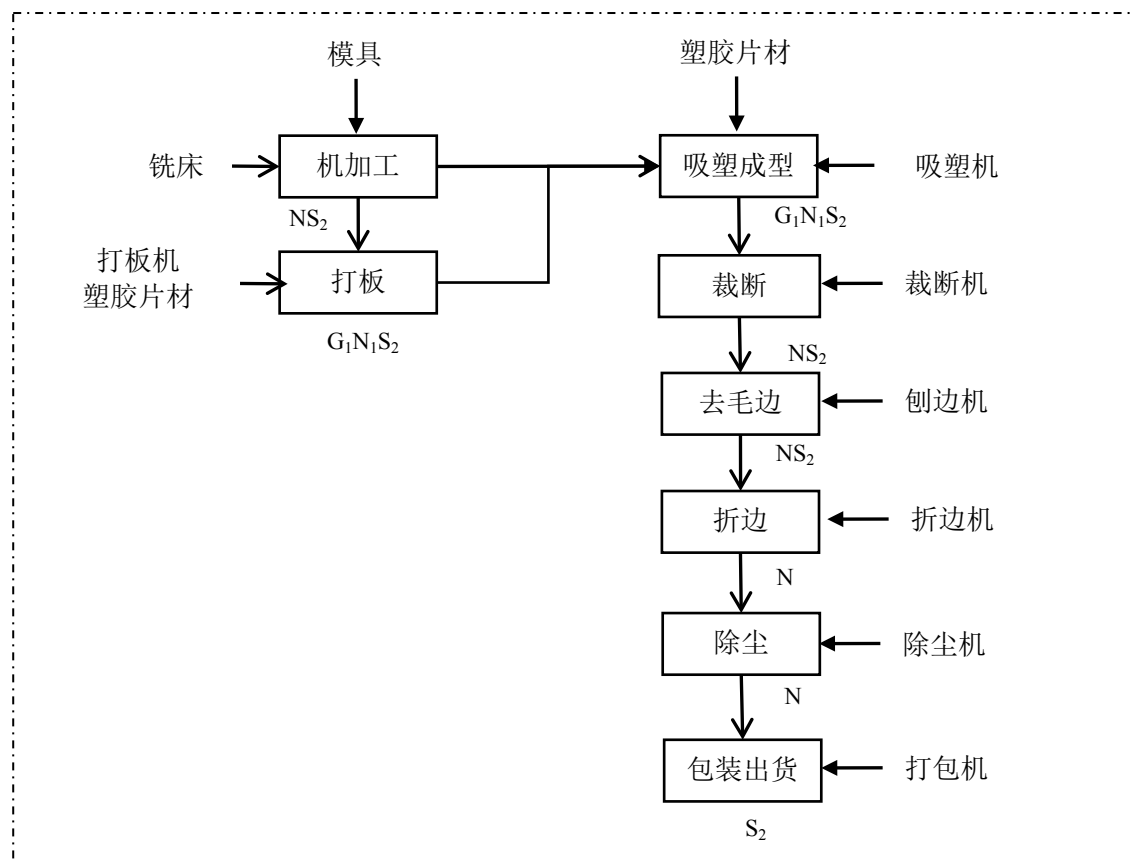 模具
塑胶片材
铣床
机加工
吸塑成型
吸塑机
NS₂
G₁N₁S₂
打板机
塑胶片材
打板
裁断
裁断机
G₁N₁S₂
NS₂
去毛边
刨边机
NS₂
折边
折边机
N
除尘
除尘机
N
包装出货
打包机
S₂